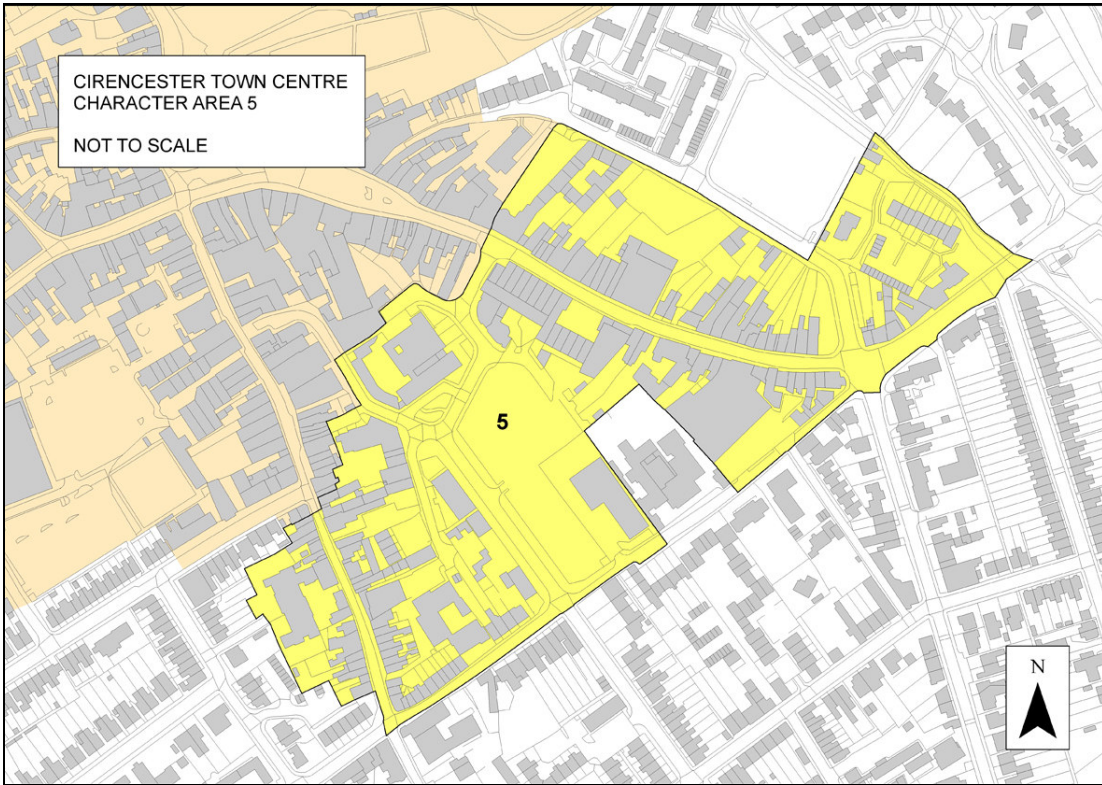 CIRENCESTER TOWN CENTRE
CHARACTER AREA 5
NOT TO SCALE
5
N